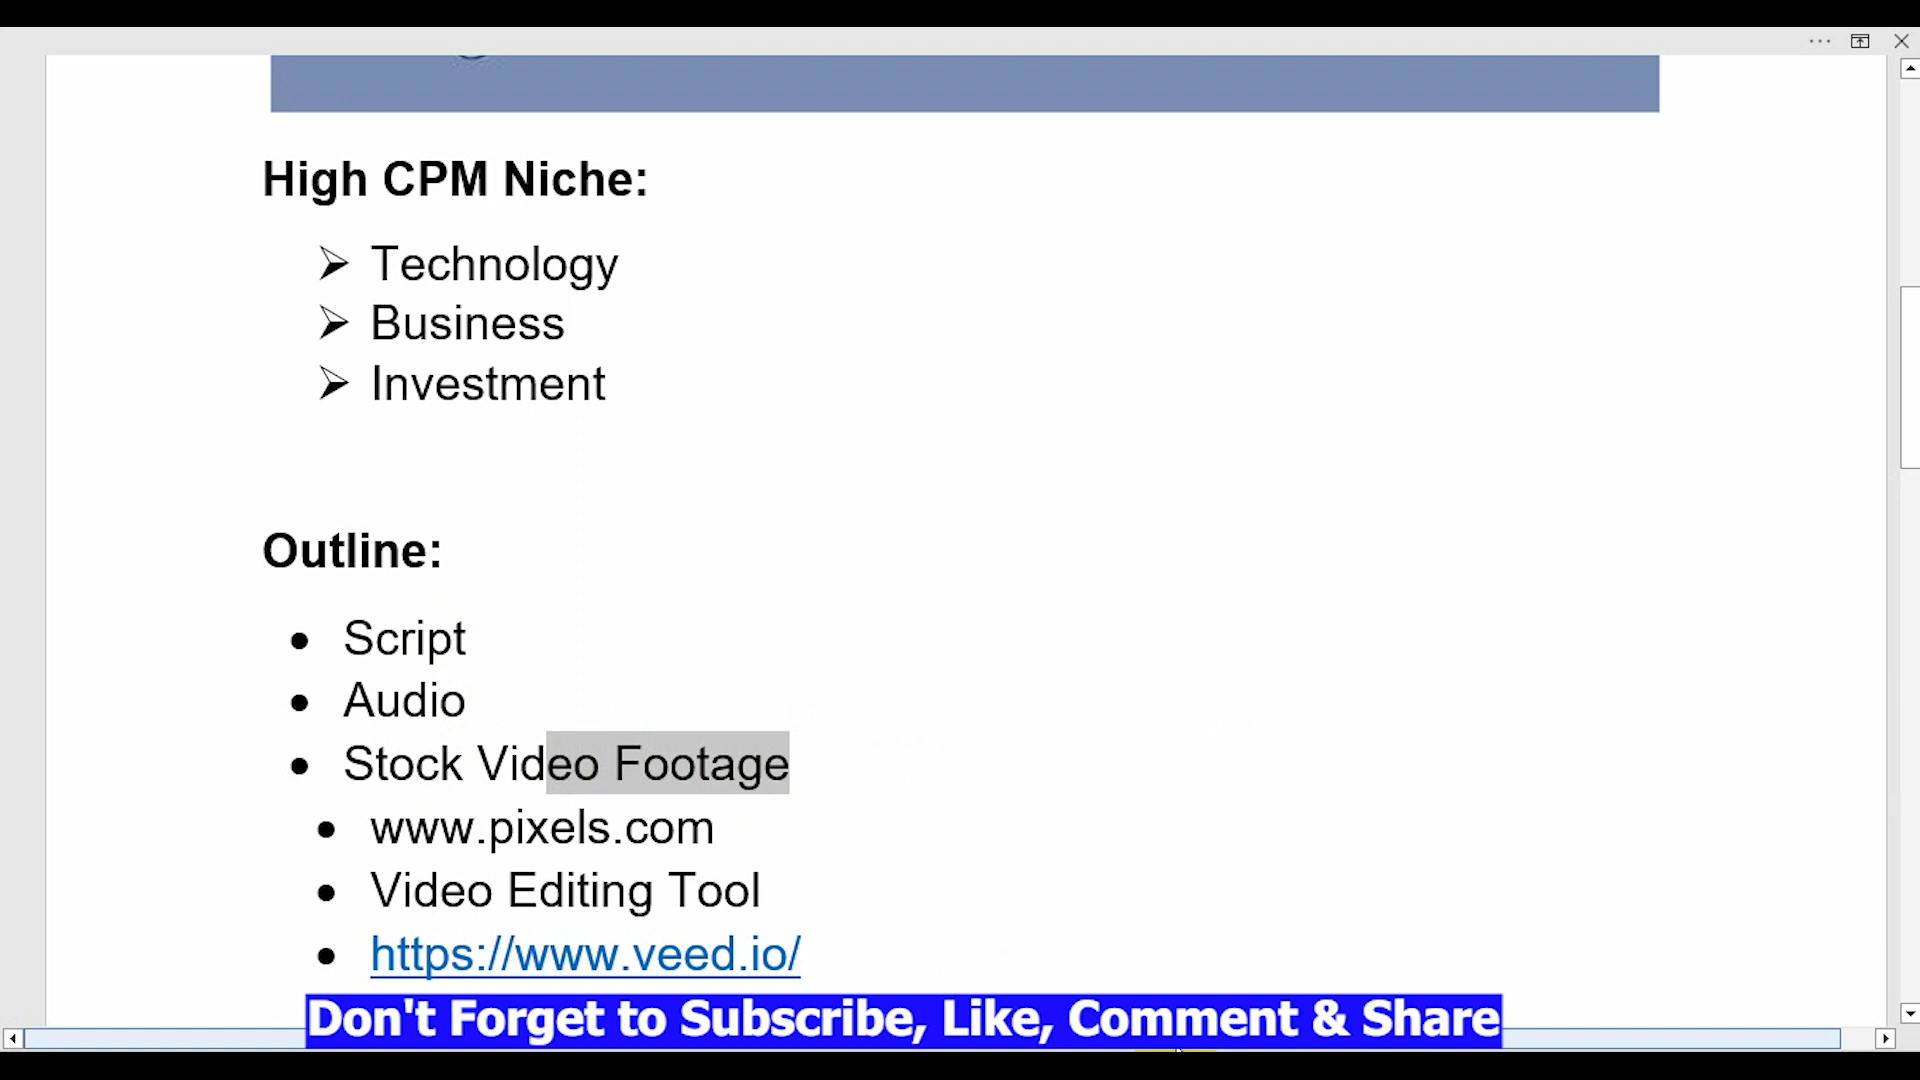 High CPM Niche:
Technology
Business
Investment
Outline:
Script
Audio
Stock Video Footage
www.pixels.com
Video Editing Tool
https://www.veed.io/
Don't Forget to Subscribe, Like, Comment & Share